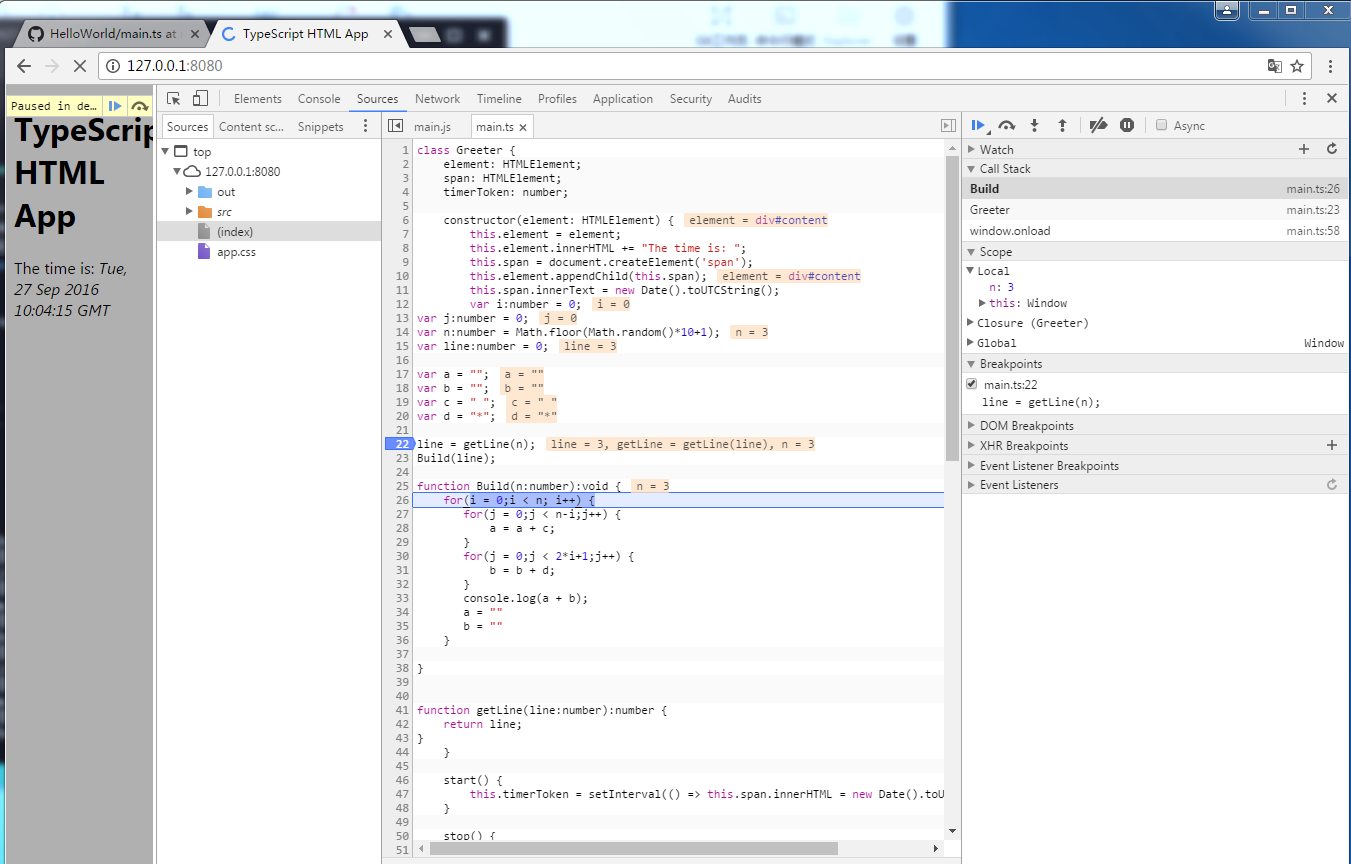 HelloWorld/main.ts at
TypeScript HTML App
127.0.0.1:8080
Paused in de...
TypeScrip
HTML
App
The time is: Tue,
27 Sep 2016
10:04:15 GMT
Elements Console Sources Network Timeline Profiles Application Security Audits
Sources Content sc... Snippets
top
127.0.0.1:8080
out
src
(index)
app.css
main.js main.ts
1 class Greeter {
2 element: HTMLElement;
3 span: HTMLElement;
4 timerToken: number;
5
6 constructor(element: HTMLElement) { element = div#content
7 this.element = element;
8 this.element.innerHTML += "The time is: ";
9 this.span = document.createElement('span');
10 this.element.appendChild(this.span); element = div#content
11 this.span.innerText = new Date().toUTCString();
12 var i:number = 0; i = 0
13 var j:number = 0; j = 0
14 var n:number = Math.floor(Math.random()*10+1); n = 3
15 var line:number = 0; line = 3
16
17 var a = ""; a = ""
18 var b = ""; b = ""
19 var c = " "; c = " "
20 var d = "*"; d = "*"
21
22 line = getLine(n); line = 3, getLine = getLine(line), n = 3
23 Build(line);
24
25 function Build(n:number):void { n = 3
26 for(i = 0;i < n; i++) {
27 for(j = 0;j < n-i;j++) {
28 a = a + c;
29 }
30 for(j = 0;j < 2*i+1;j++) {
31 b = b + d;
32 }
33 console.log(a + b);
34 a = ""
35 b = ""
36 }
37
38 }
39
40
41 function getLine(line:number):number {
42 return line;
43 }
44 }
45
46 start() {
47 this.timerToken = setInterval(() => this.span.innerHTML = new Date().toU
48 }
49
50 stop() {
51
Async
Watch
Call Stack
Build main.ts:26
Greeter main.ts:23
window.onload main.ts:58
Scope
Local
n: 3
this: Window
Closure (Greeter)
Global Window
Breakpoints
main.ts:22
line = getLine(n);
DOM Breakpoints
XHR Breakpoints
Event Listener Breakpoints
Event Listeners